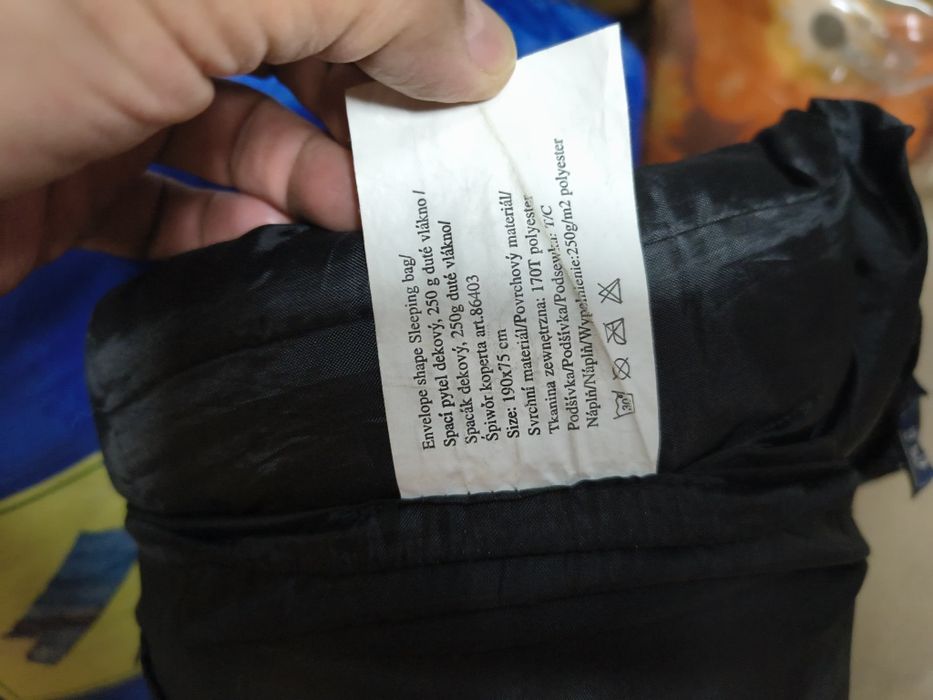 Envelope shape Sleeping bag/
Spací pytel dekový, 250 g duté vlákno /
Spacák dekový, 250g duté vlákno/
Śpiwór koperta art.86403
Size: 190x75 cm
Svrchní materiál/Povrchový materiál/
Tkanina zewnętrzna: 170T polyester
Podšívka/Podšívka/Podsewka: T/C
Náplň/Náplň/Wypełnienie:250g/m2 polyester
30